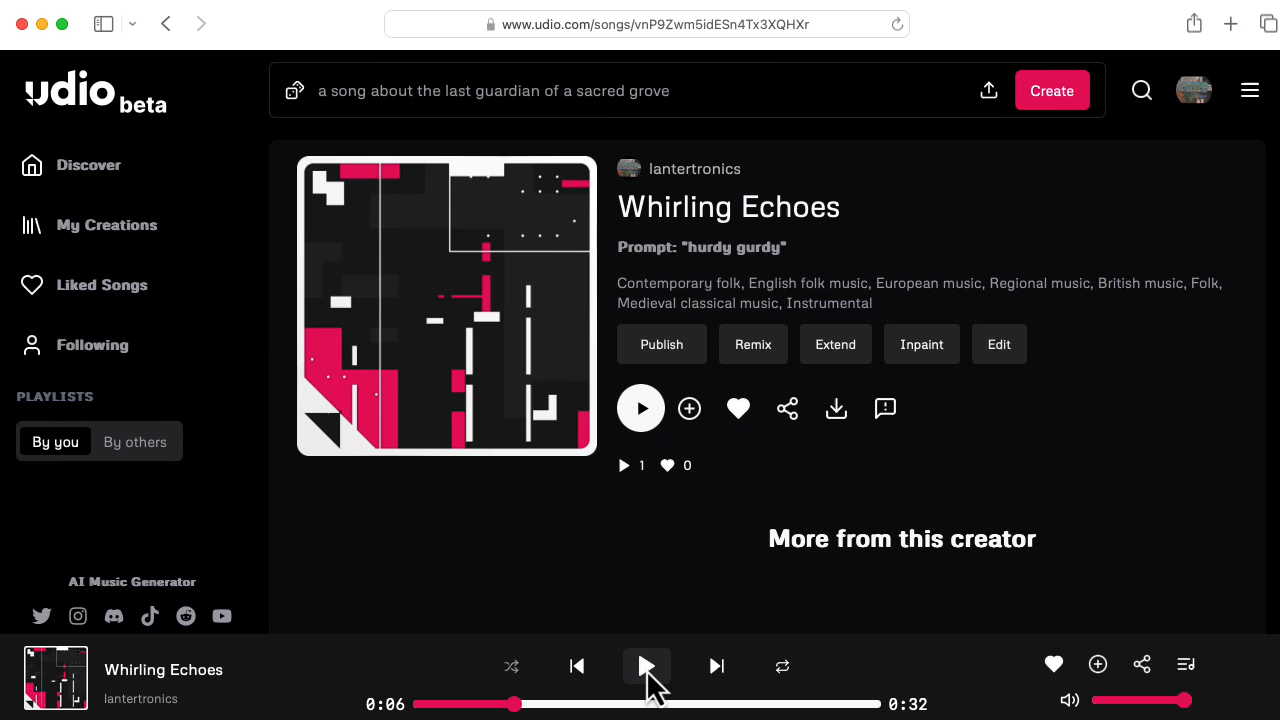 www.udio.com/songs/vnP9Zwm5idESn4Tx3XQHXr
udio beta
a song about the last guardian of a sacred grove
Create
Discover
My Creations
Liked Songs
Following
PLAYLISTS
By you
By others
AI Music Generator
lantertronics
Whirling Echoes
Prompt: "hurdy gurdy"
Contemporary folk, English folk music, European music, Regional music, British music, Folk,
Medieval classical music, Instrumental
Publish
Remix
Extend
Inpaint
Edit
1
0
More from this creator
Whirling Echoes
lantertronics
0:06
0:32